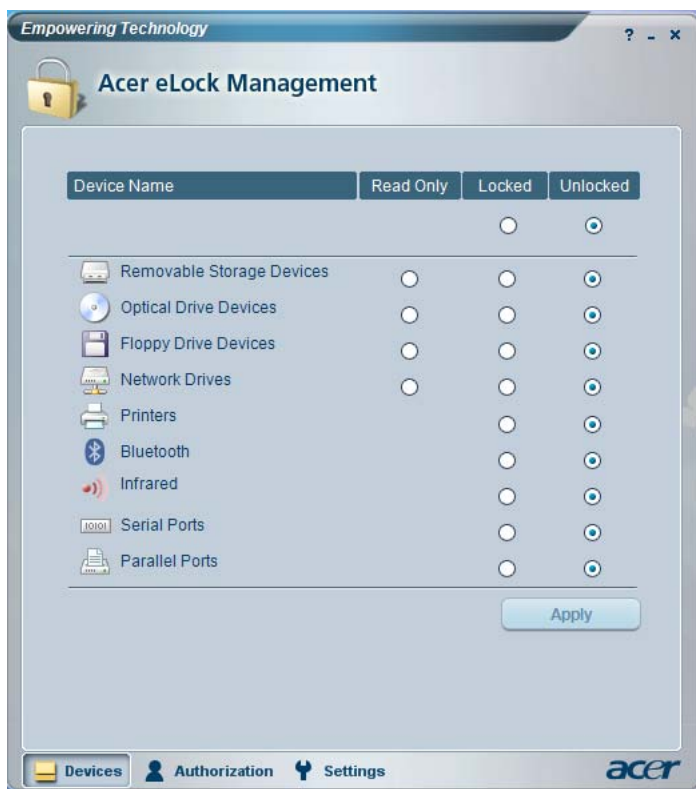 Empowering Technology
? - x
Acer eLock Management
Device Name Read Only Locked Unlocked
Removable Storage Devices
Optical Drive Devices
Floppy Drive Devices
Network Drives
Printers
Bluetooth
Infrared
10101 Serial Ports
Parallel Ports
Apply
Devices Authorization Settings acer